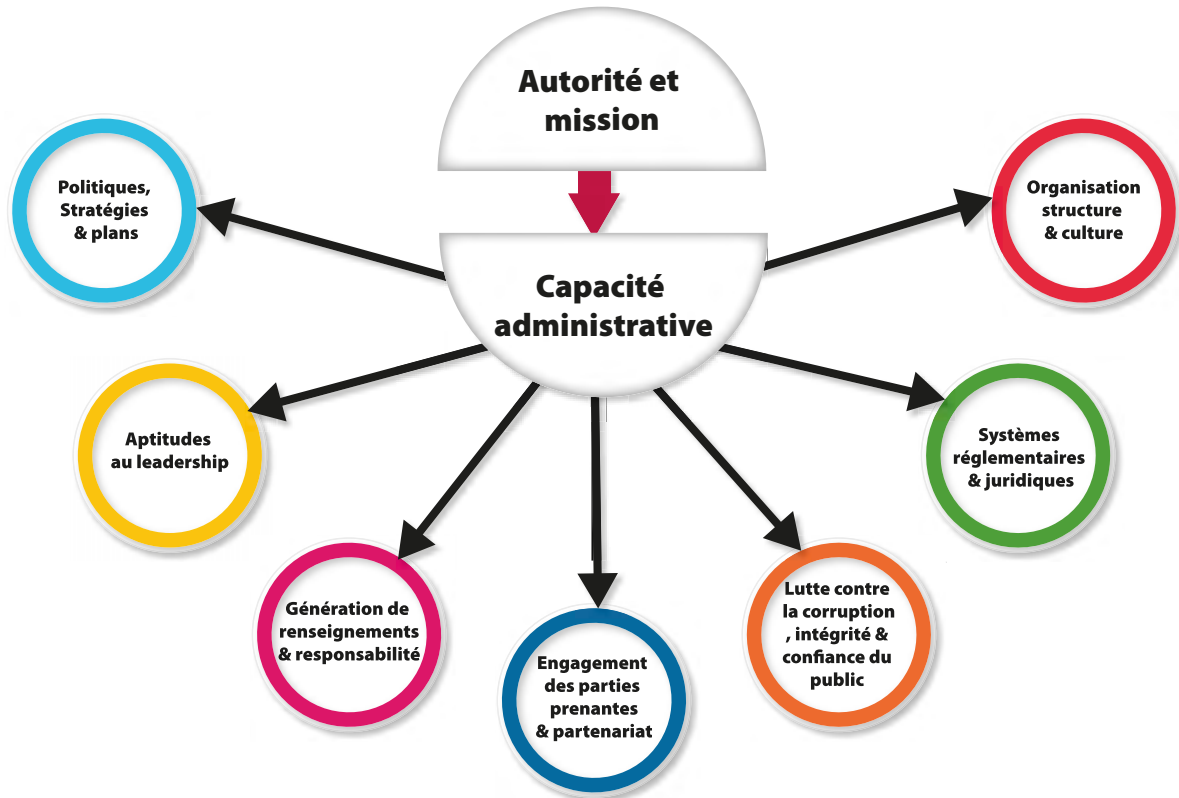 Autorité et
mission
Politiques,
Stratégies
& plans
Organisation
structure
& culture
Capacité
administrative
Aptitudes
au leadership
Systèmes
réglementaires
& juridiques
Génération de
renseignements
& responsabilité
Engagement
des parties
prenantes
& partenariat
Lutte contre
la corruption
, intégrité &
confiance du
public